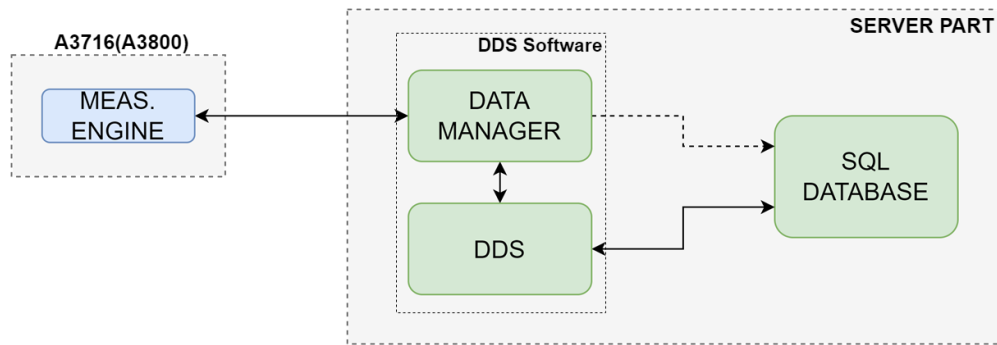 SERVER PART
A3716(A3800)
DDS Software
MEAS.
ENGINE
DATA
MANAGER
SQL
DATABASE
DDS